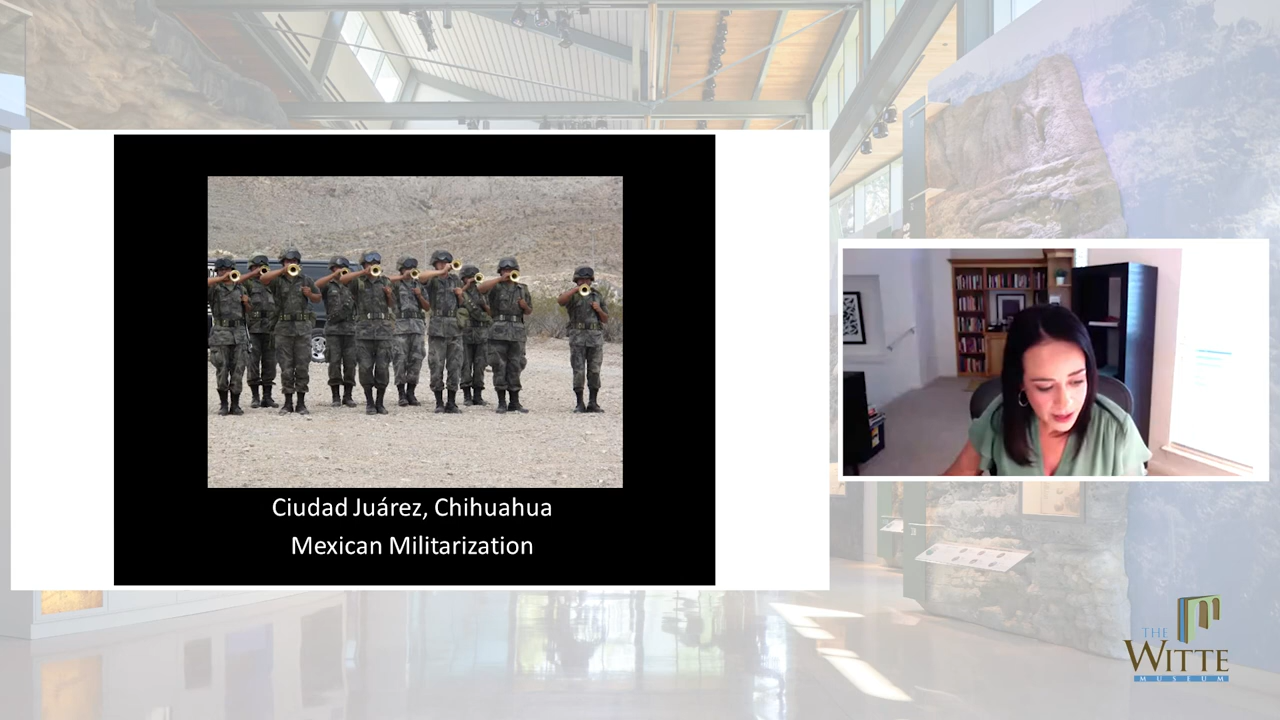 Ciudad Juárez, Chihuahua
Mexican Militarization
THE
WITTE
MUSEUM